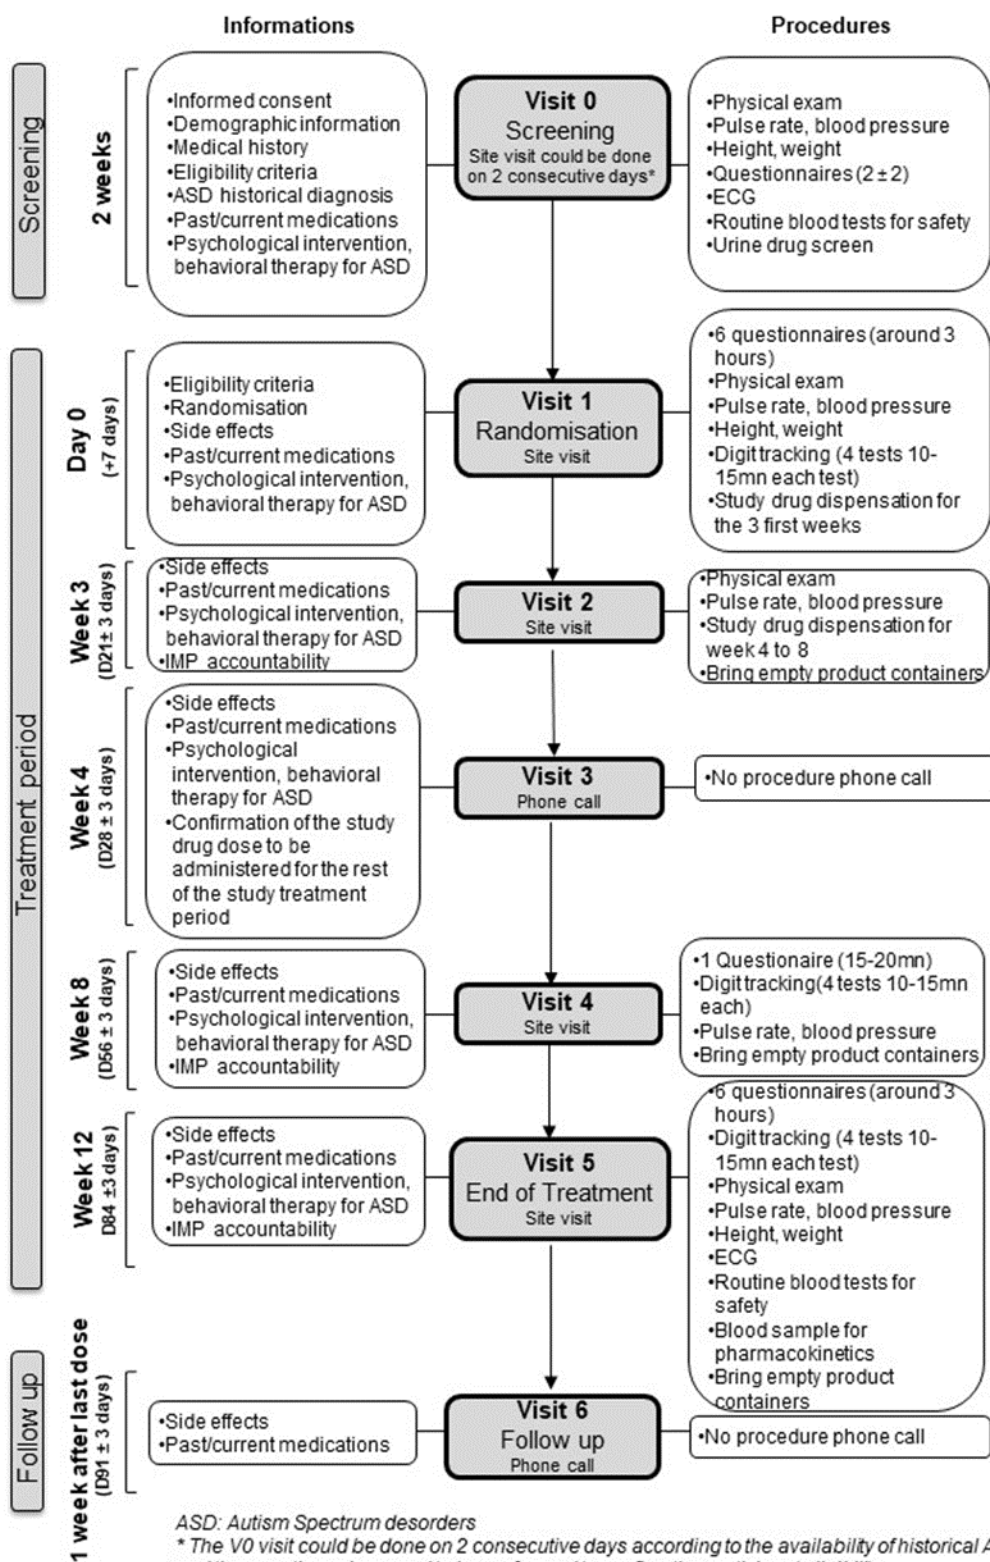 Informations
Procedures
Screening
2 weeks
•Informed consent
•Demographic information
•Medical history
•Eligibility criteria
•ASD historical diagnosis
•Past/current medications
•Psychological intervention,
behavioral therapy for ASD
Visit 0
Screening
Site visit could be done
on 2 consecutive days*
•Physical exam
•Pulse rate, blood pressure
•Height, weight
•Questionnaires (2 ± 2)
•ECG
•Routine blood tests for safety
•Urine drug screen
Treatment period
Day 0
(+7 days)
•Eligibility criteria
•Randomisation
•Side effects
•Past/current medications
•Psychological intervention,
behavioral therapy for ASD
Visit 1
Randomisation
Site visit
•6 questionnaires (around 3
hours)
•Physical exam
•Pulse rate, blood pressure
•Height, weight
•Digit tracking (4 tests 10-
15mn each test)
•Study drug dispensation for
the 3 first weeks
Week 3
(D21± 3 days)
•Side effects
•Past/current medications
•Psychological intervention,
behavioral therapy for ASD
•IMP accountability
Visit 2
Site visit
•Physical exam
•Pulse rate, blood pressure
•Study drug dispensation for
week 4 to 8
•Bring empty product containers
Week 4
(D28 ± 3 days)
•Side effects
•Past/current medications
•Psychological
intervention, behavioral
therapy for ASD
•Confirmation of the study
drug dose to be
administered for the rest
of the study treatment
period
Visit 3
Phone call
•No procedure phone call
Week 8
(D56 ± 3 days)
•Side effects
•Past/current medications
•Psychological intervention,
behavioral therapy for ASD
•IMP accountability
Visit 4
Site visit
•1 Questionaire (15-20mn)
•Digit tracking(4 tests 10-15mn
each)
•Pulse rate, blood pressure
•Bring empty product containers
Week 12
D84 ±3 days)
•Side effects
•Past/current medications
•Psychological intervention,
behavioral therapy for ASD
•IMP accountability
Visit 5
End of Treatment
Site visit
•6 questionnaires (around 3
hours)
•Digit tracking (4 tests 10-
15mn each test)
•Physical exam
•Pulse rate, blood pressure
•Height, weight
•ECG
•Routine blood tests for
safety
•Blood sample for
pharmacokinetics
•Bring empty product
containers
Follow up
1 week after last dose
(D91 ± 3 days)
•Side effects
•Past/current medications
Visit 6
Follow up
Phone call
•No procedure phone call
ASD: Autism Spectrum desorders
* The V0 visit could be done on 2 consecutive days according to the availability of historical